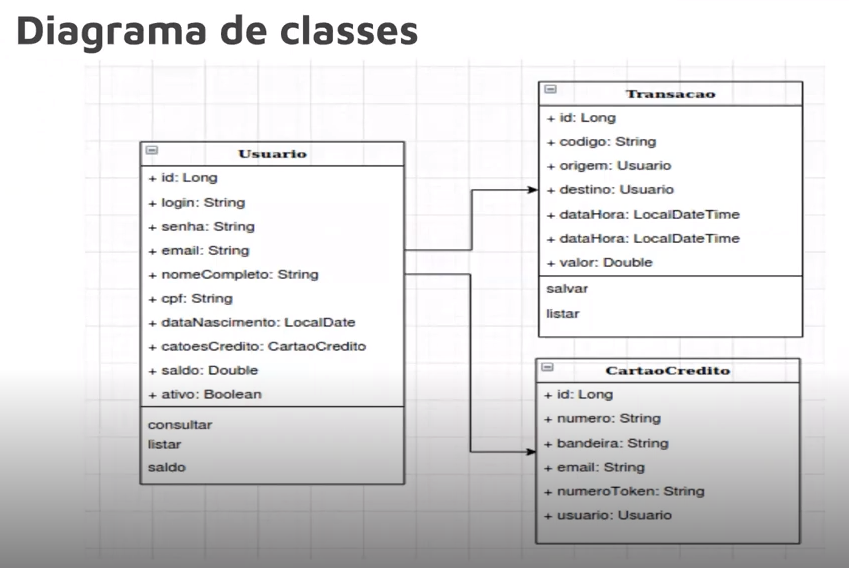 Diagrama de classes
Usuario
+ id: Long
+ login: String
+ senha: String
+ email: String
+ nomeCompleto: String
+ cpf: String
+ dataNascimento: LocalDate
+ catoesCredito: CartaoCredito
+ saldo: Double
+ ativo: Boolean
consultar
listar
saldo
Transacao
+ id: Long
+ codigo: String
+ origem: Usuario
+ destino: Usuario
+ dataHora: LocalDateTime
+ dataHora: LocalDateTime
+ valor: Double
salvar
listar
CartaoCredito
+ id: Long
+ numero: String
+ bandeira: String
+ email: String
+ numeroToken: String
+ usuario: Usuario